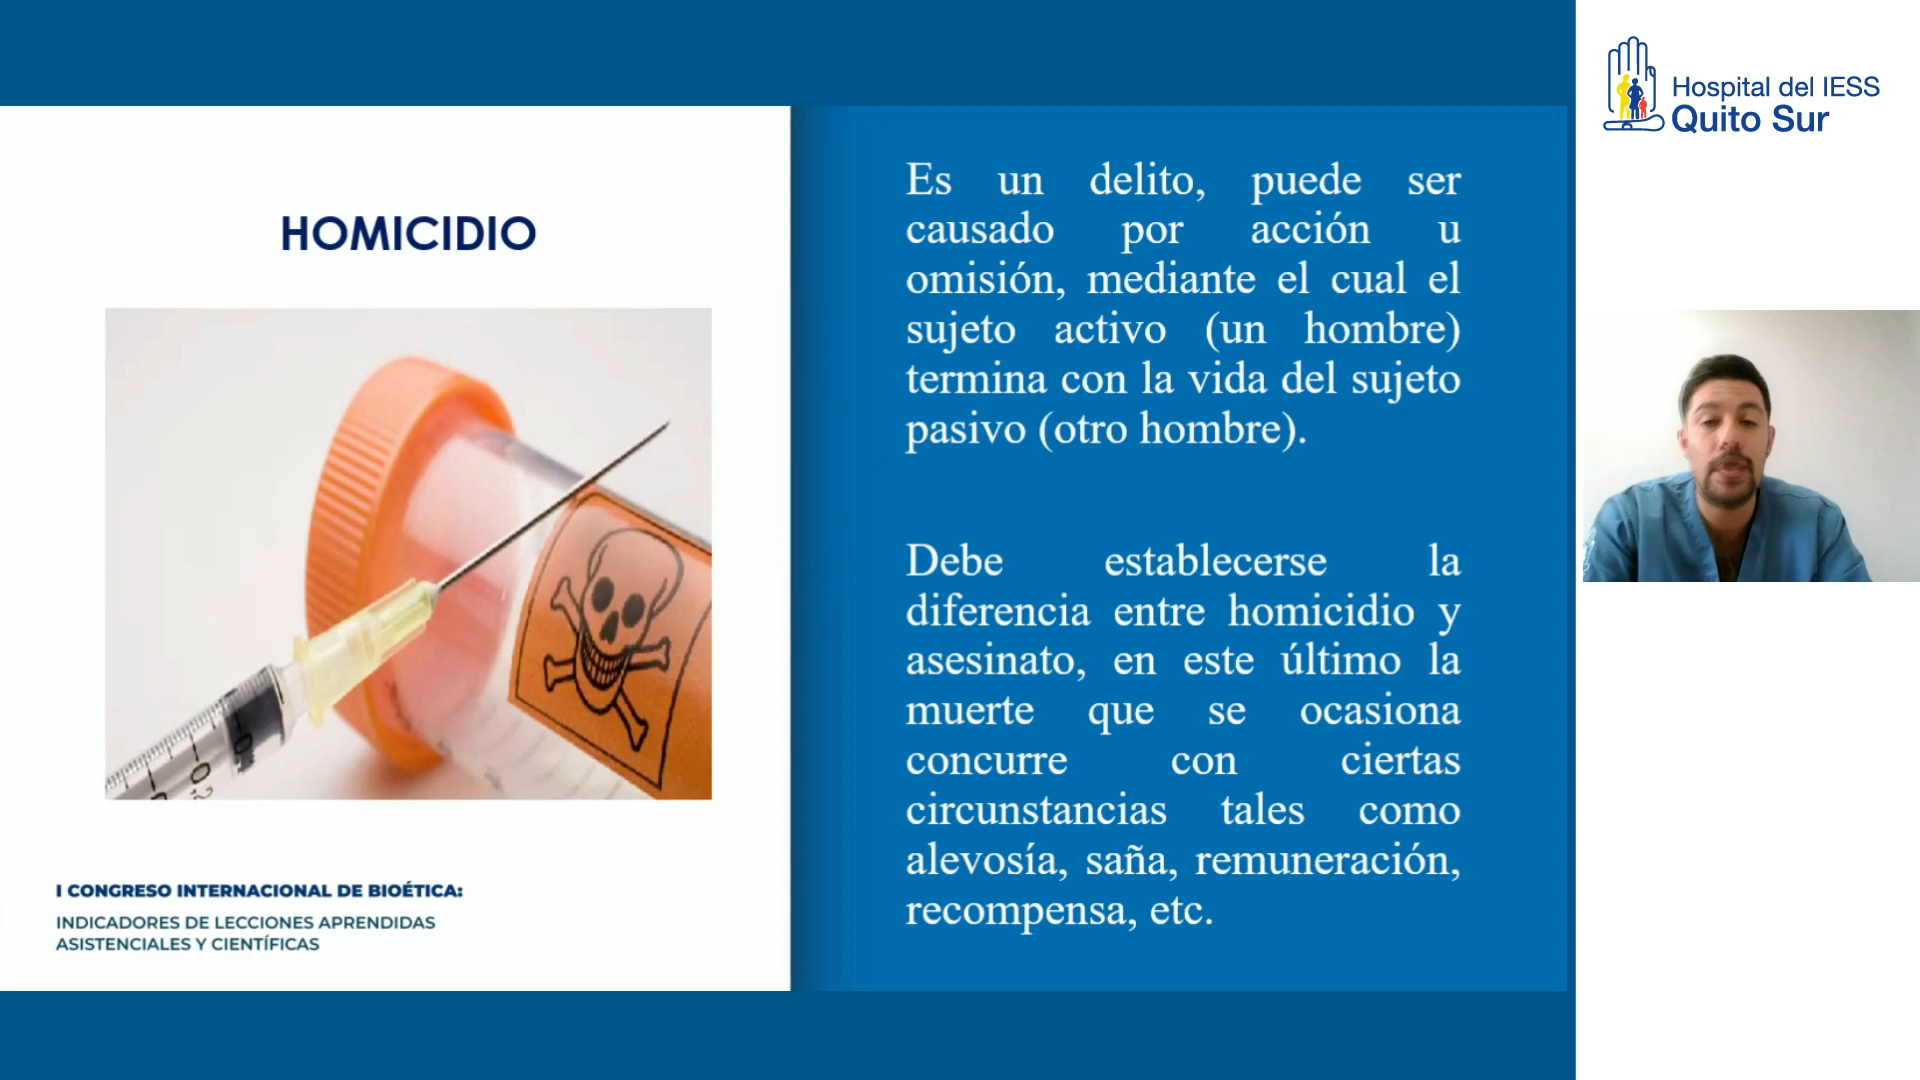 HOMICIDIO
I CONGRESO INTERNACIONAL DE BIOÉTICA:
INDICADORES DE LECCIONES APRENDIDAS
ASISTENCIALES Y CIENTÍFICAS
Es un delito, puede ser
causado por acción u
omisión, mediante el cual el
sujeto activo (un hombre)
termina con la vida del sujeto
pasivo (otro hombre).
Debe establecerse la
diferencia entre homicidio y
asesinato, en este último la
muerte que se ocasiona
concurre con ciertas
circunstancias tales como
alevosía, saña, remuneración,
recompensa, etc.
Hospital del IESS
Quito Sur